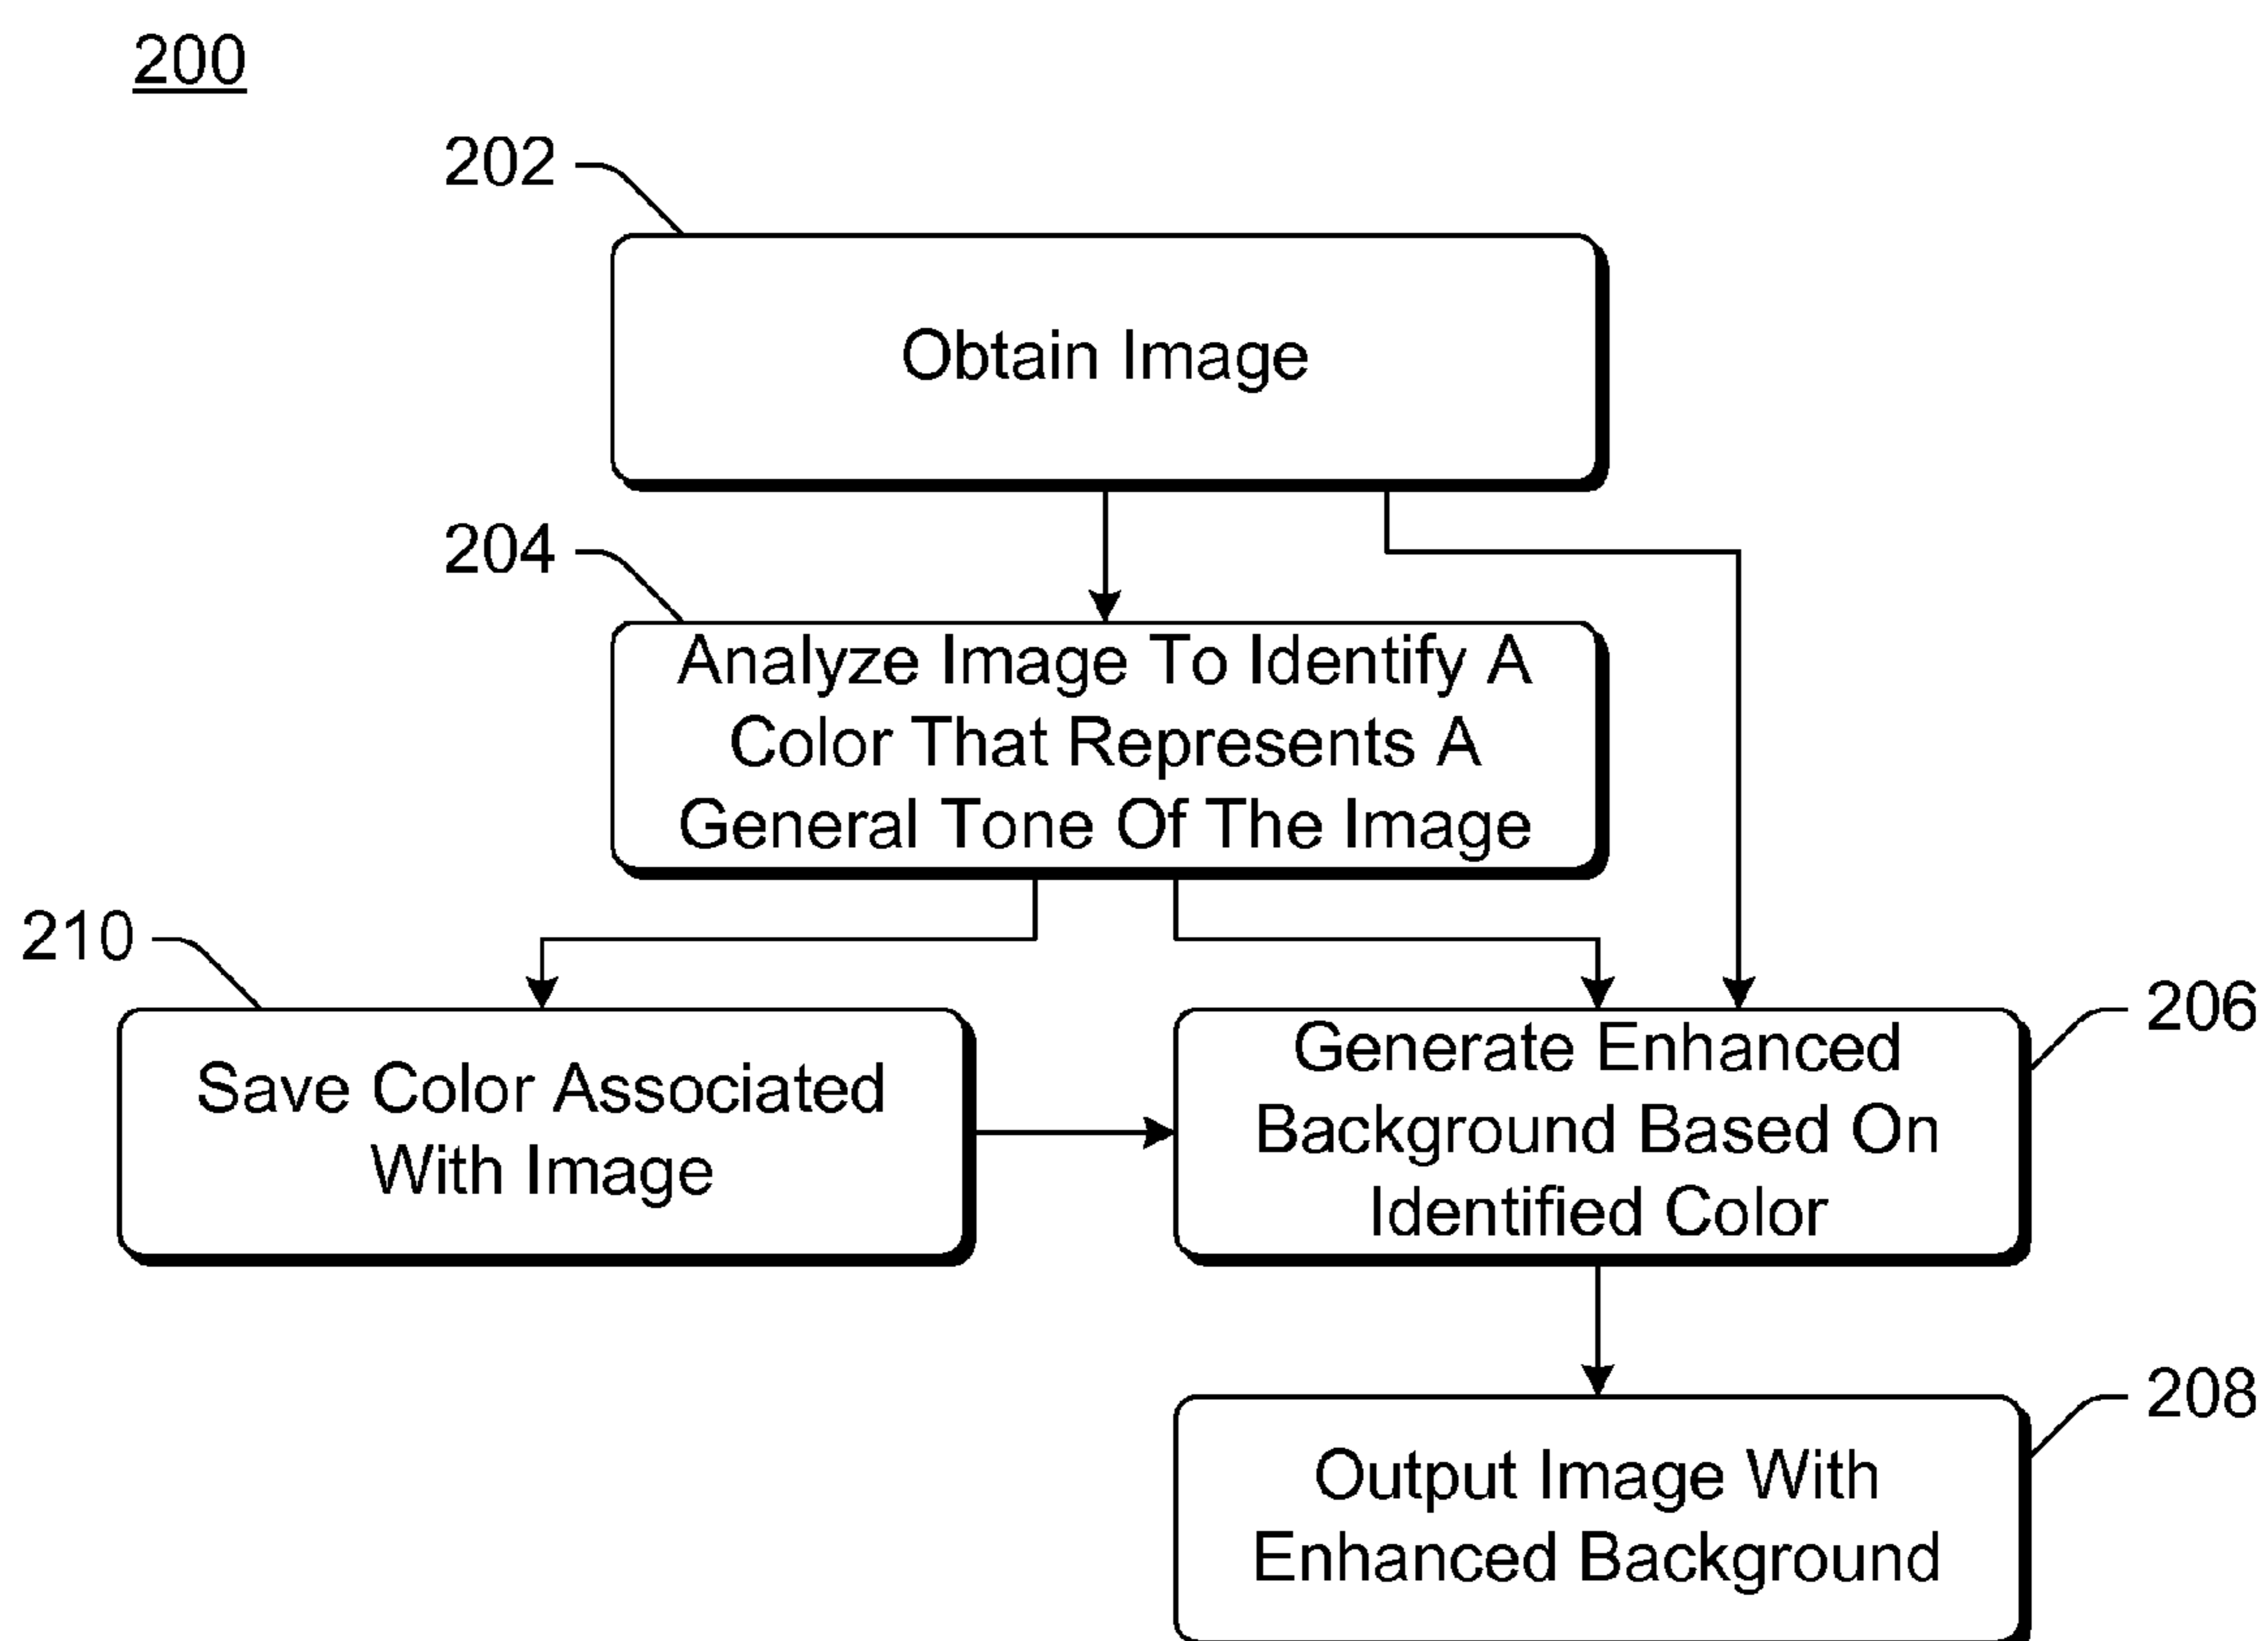 200
202
Obtain Image
204
Analyze Image To Identify A
Color That Represents A
General Tone Of The Image
210
Save Color Associated
With Image
206
Generate Enhanced
Background Based On
Identified Color
208
Output Image With
Enhanced Background